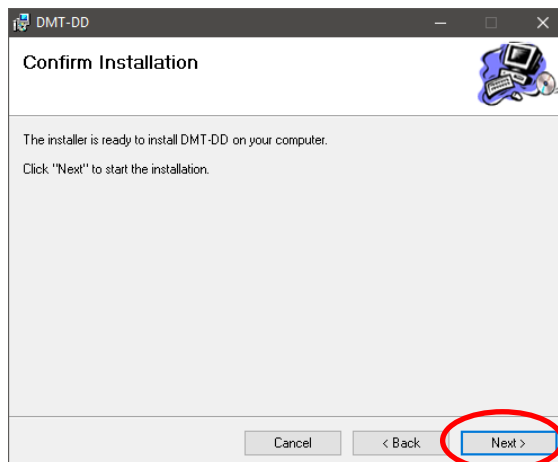 DMT-DD
Confirm Installation
The installer is ready to install DMT-DD on your computer.
Click "Next" to start the installation.
Cancel
< Back
Next >